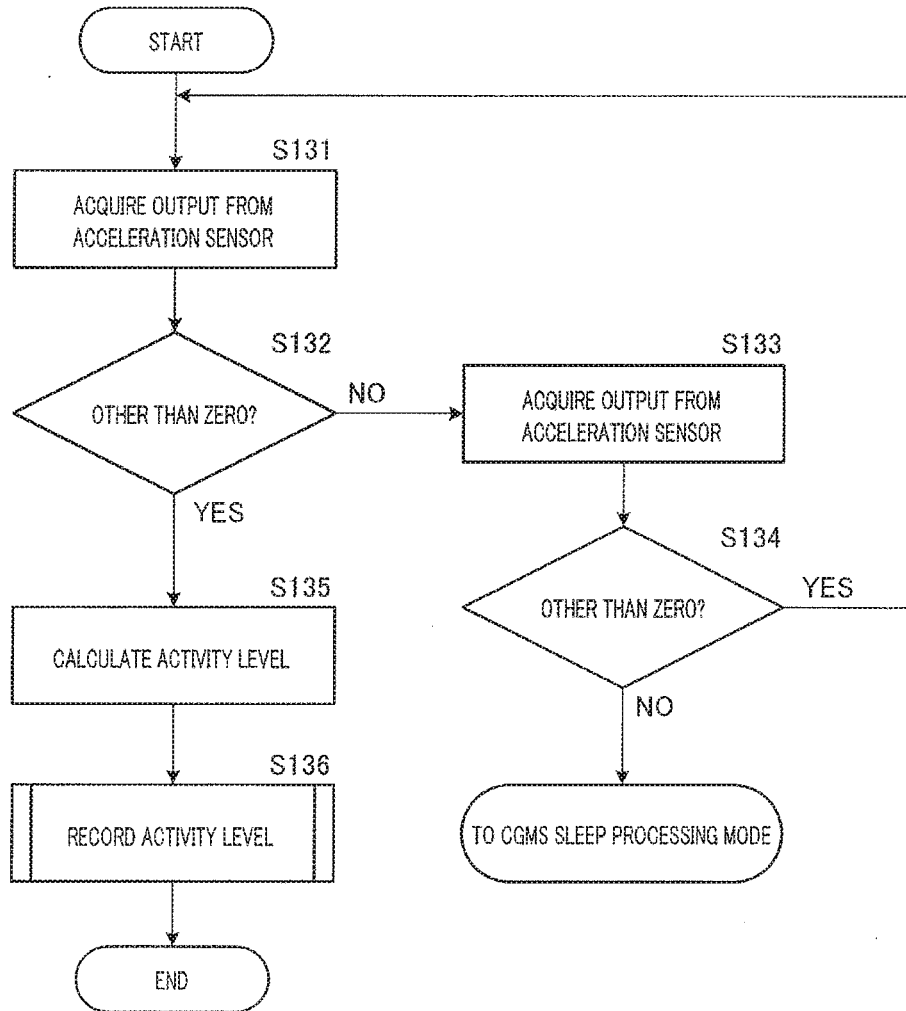 START
S131
ACQUIRE OUTPUT FROM
ACCELERATION SENSOR
S132
OTHER THAN ZERO?
NO
YES
S133
ACQUIRE OUTPUT FROM
ACCELERATION SENSOR
S134
OTHER THAN ZERO?
YES
NO
TO CGMS SLEEP PROCESSING MODE
S135
CALCULATE ACTIVITY LEVEL
S136
RECORD ACTIVITY LEVEL
END